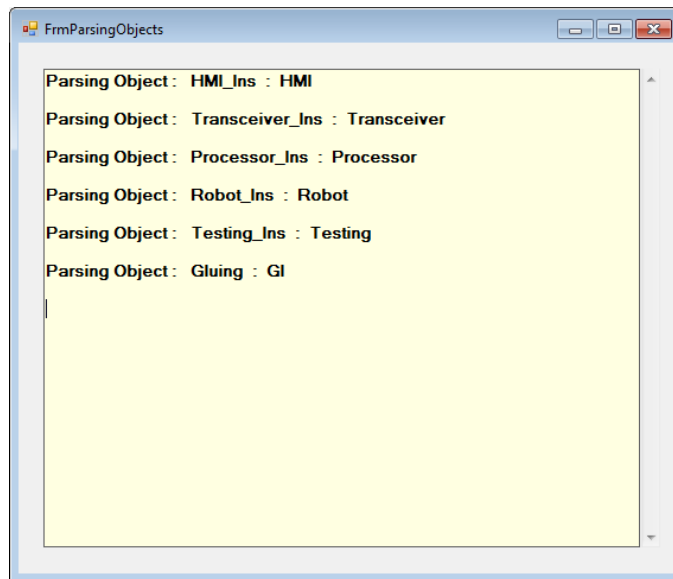 FrmParsingObjects
Parsing Object : HMI_Ins : HMI
Parsing Object : Transceiver_Ins : Transceiver
Parsing Object : Processor_Ins : Processor
Parsing Object : Robot_Ins : Robot
Parsing Object : Testing_Ins : Testing
Parsing Object : Gluing : Gl